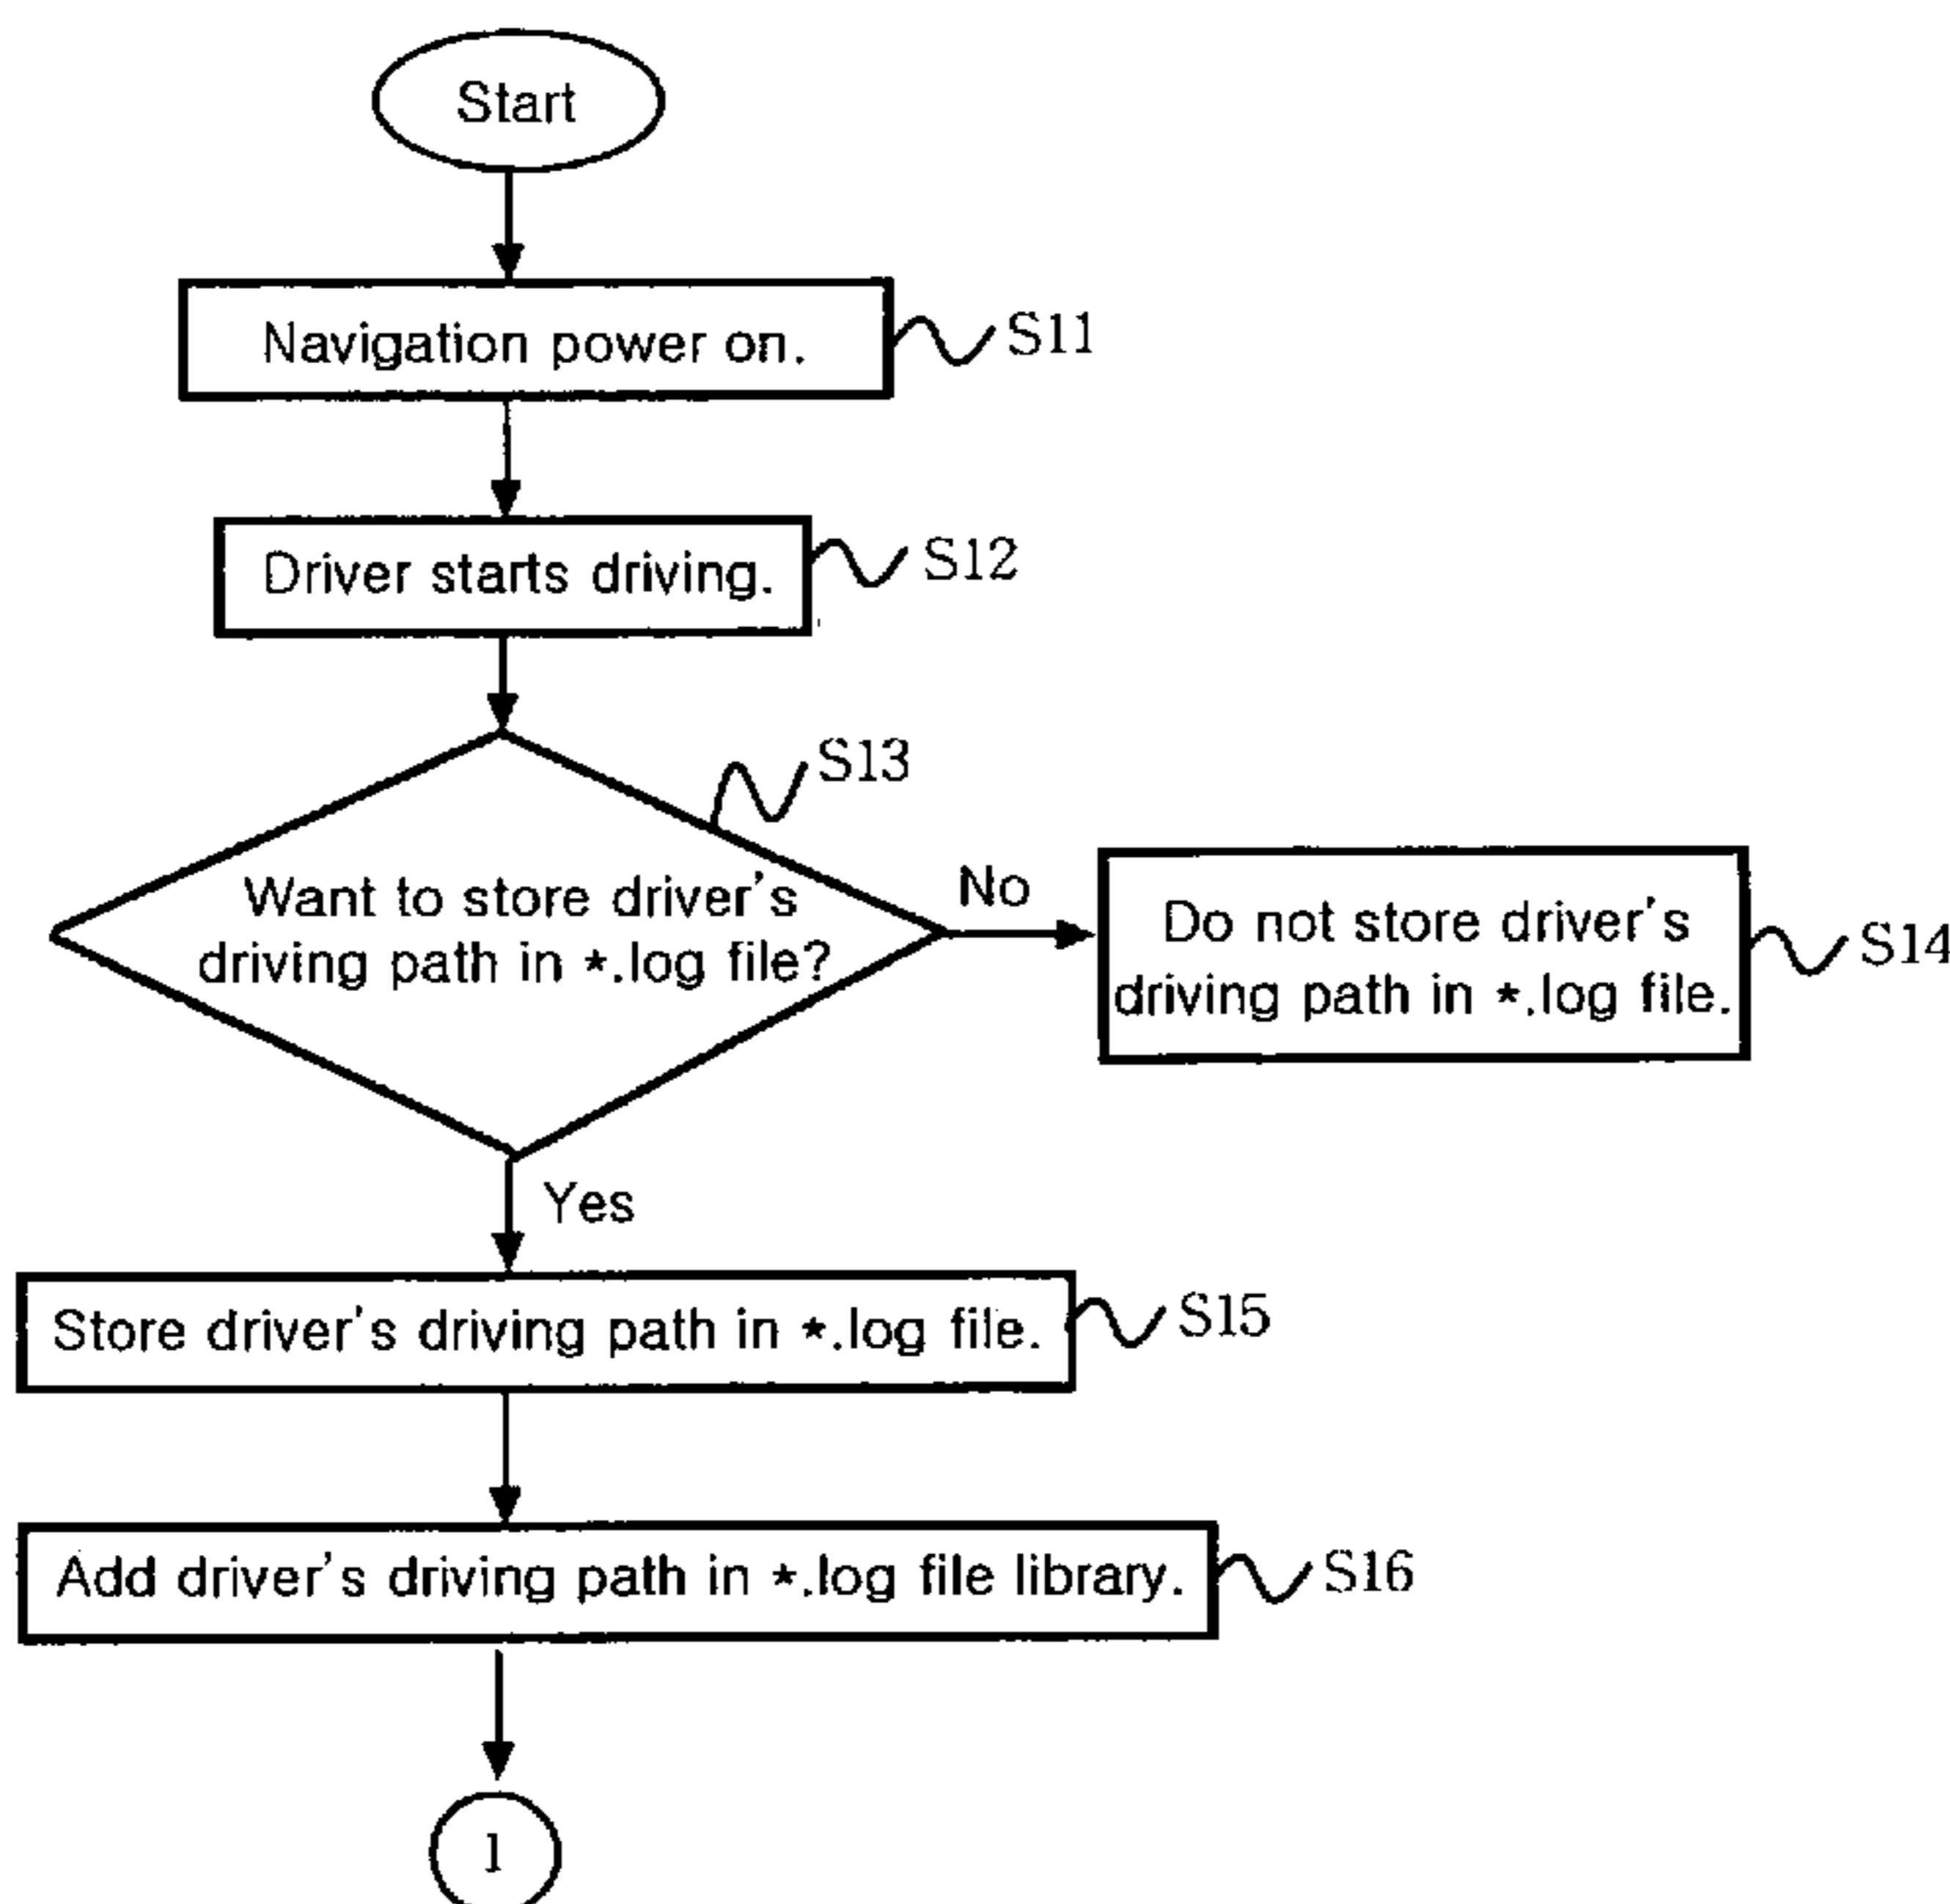 Start
Navigation power on.
S11
Driver starts driving.
S12
S13
Want to store driver's
driving path in *.log file?
No
Do not store driver's
driving path in *.log file.
S14
Yes
Store driver's driving path in *.log file.
S15
Add driver's driving path in *.log file library.
S16
1